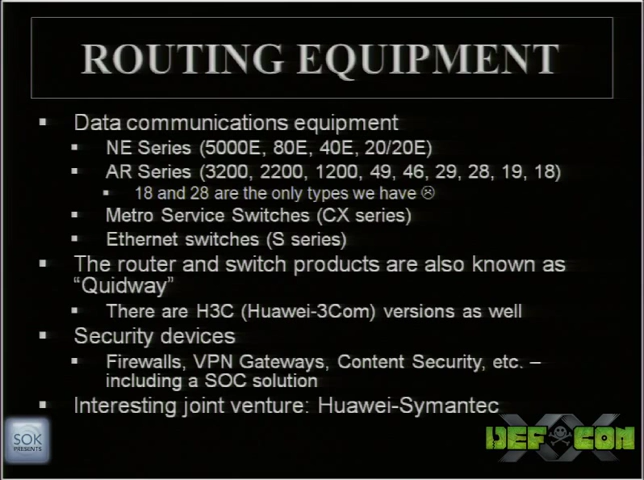 ROUTING EQUIPMENT
▪ Data communications equipment
▪ NE Series (5000E, 80E, 40E, 20/20E)
▪ AR Series (3200, 2200, 1200, 49, 46, 29, 28, 19, 18)
▪ 18 and 28 are the only types we have ☹
▪ Metro Service Switches (CX series)
▪ Ethernet switches (S series)
▪ The router and switch products are also known as
“Quidway”
▪ There are H3C (Huawei-3Com) versions as well
▪ Security devices
▪ Firewalls, VPN Gateways, Content Security, etc. –
including a SOC solution
▪ Interesting joint venture: Huawei-Symantec
SOK
PRESENTS
XX
DEF CON